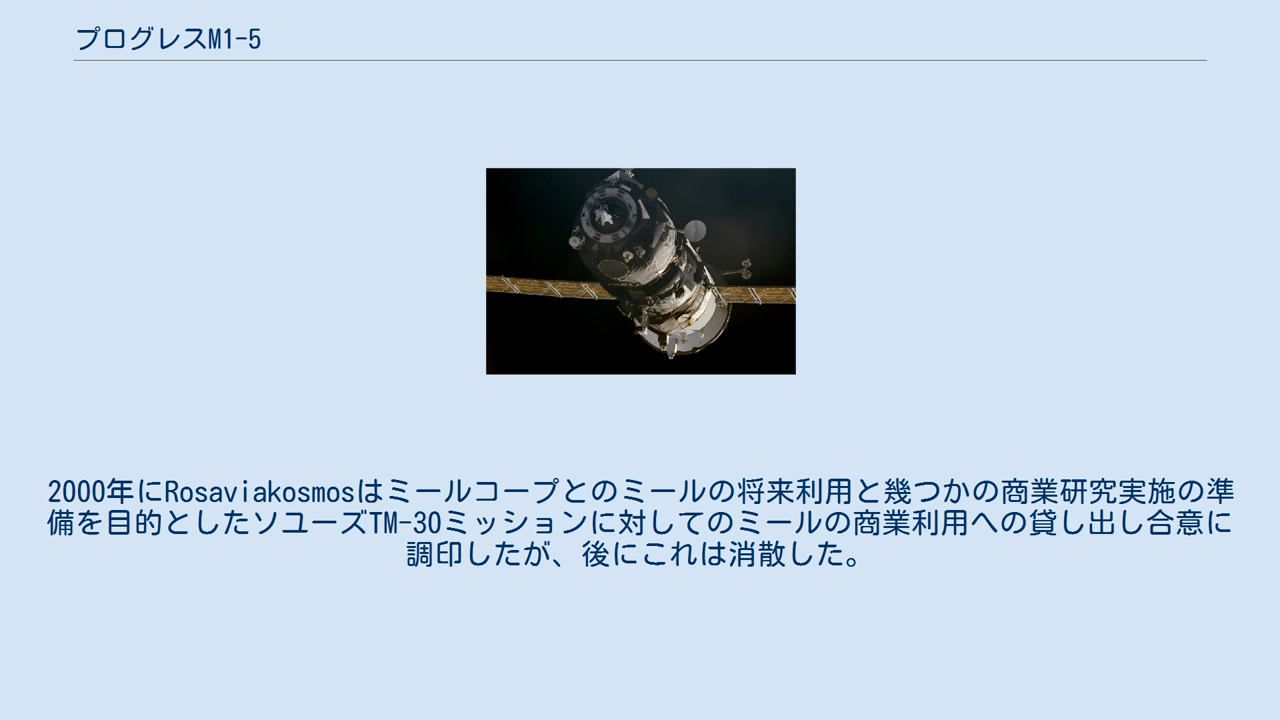 プログレスM1-5
2000年にRosaviakosmosはミールコープとのミールの将来利用と幾つかの商業研究実施の準
備を目的としたソユーズTM-30ミッションに対してのミールの商業利用への貸し出し合意に
調印したが、後にこれは消散した。